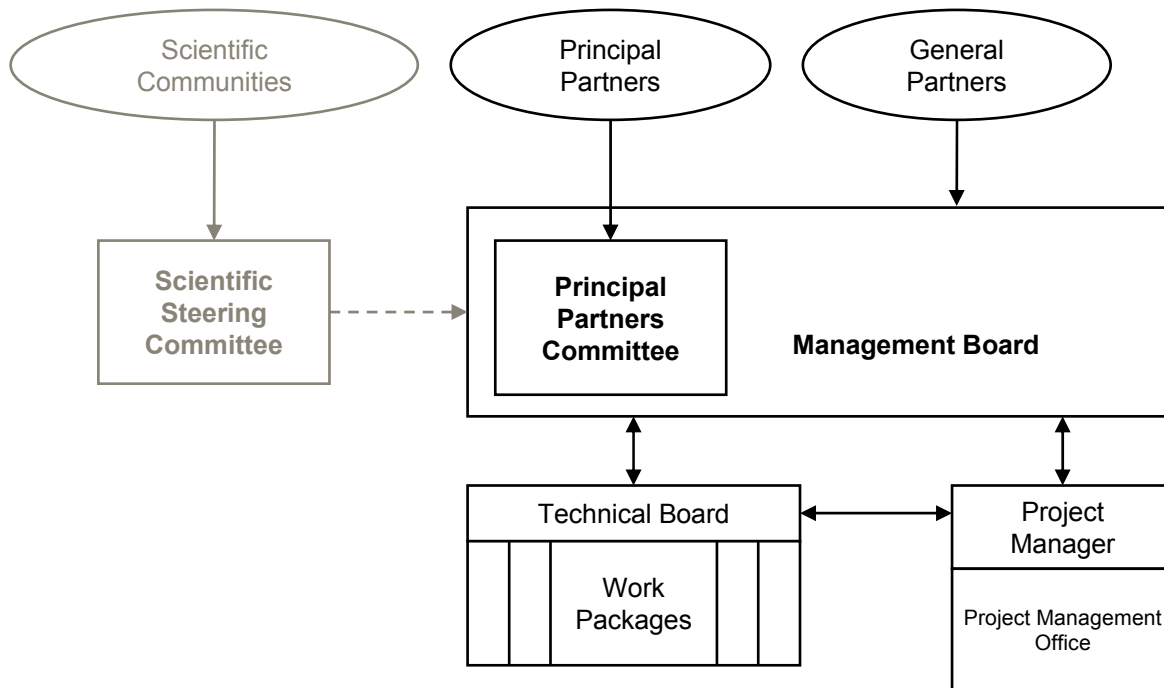 Scientific
Communities
Principal
Partners
General
Partners
Scientific
Steering
Committee
Principal
Partners
Committee
Management Board
Technical Board
Work
Packages
Project
Manager
Project Management
Office